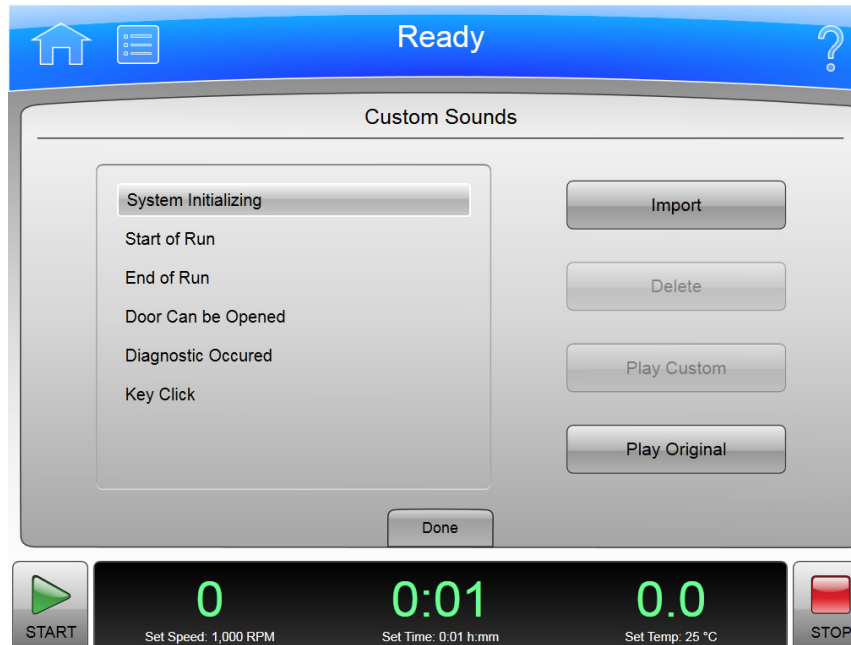 Ready
?
Custom Sounds
System Initializing
Start of Run
End of Run
Door Can be Opened
Diagnostic Occured
Key Click
Import
Delete
Play Custom
Play Original
Done
START
0
Set Speed: 1,000 RPM
0:01
Set Time: 0:01 h:mm
0.0
Set Temp: 25 °C
STOP